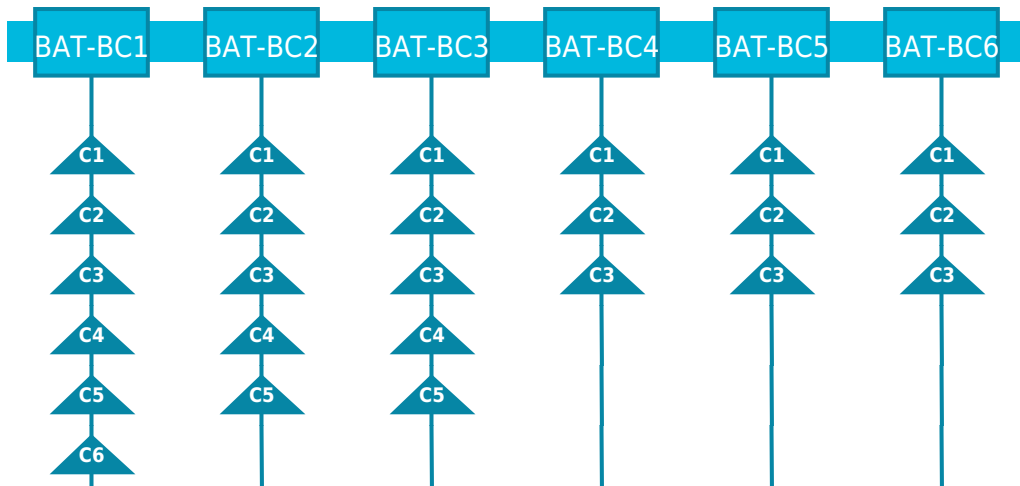 BAT-BC1 BAT-BC2 BAT-BC3 BAT-BC4 BAT-BC5 BAT-BC6
C1 C1 C1 C1 C1 C1
C2 C2 C2 C2 C2 C2
C3 C3 C3 C3 C3 C3
C4 C4 C4
C5 C5 C5
C6